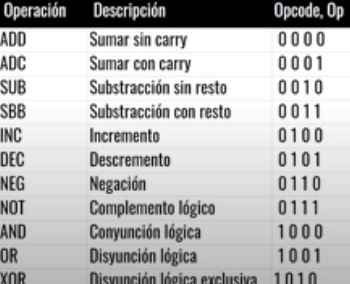 Operación Descripción Opcode, Op
ADD Sumar sin carry 0 0 0 0
ADC Sumar con carry 0 0 0 1
SUB Substracción sin resto 0 0 1 0
SBB Substracción con resto 0 0 1 1
INC Incremento 0 1 0 0
DEC Descremento 0 1 0 1
NEG Negación 0 1 1 0
NOT Complemento lógico 0 1 1 1
AND Conyunción lógica 1 0 0 0
OR Disyunción lógica 1 0 0 1
XOR Disyunción lógica exclusiva 1 0 1 0